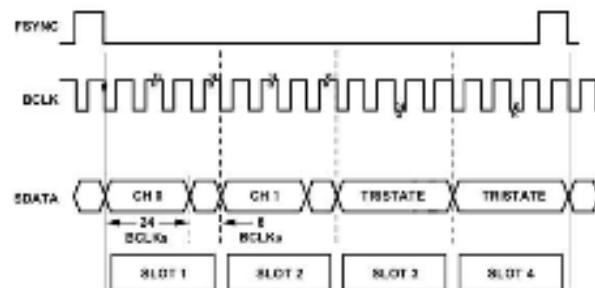 FSYNC
BCLK
SDATA
CH 0
CH 1
TRISTATE
TRISTATE
24
BCLKs
8
BCLKs
SLOT 1
SLOT 2
SLOT 3
SLOT 4